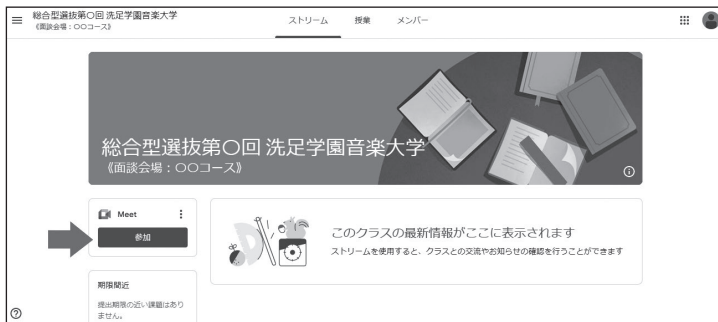 総合型選抜第〇回 洗足学園音楽大学
《面談会場：〇〇コース》
ストリーム 授業 メンバー
総合型選抜第〇回 洗足学園音楽大学
《面談会場：〇〇コース》
Meet
参加
このクラスの最新情報がここに表示されます
ストリームを使用すると、クラスとの交流やお知らせの確認を行うことができます
期限間近
提出期限の近い課題はあり
ません。